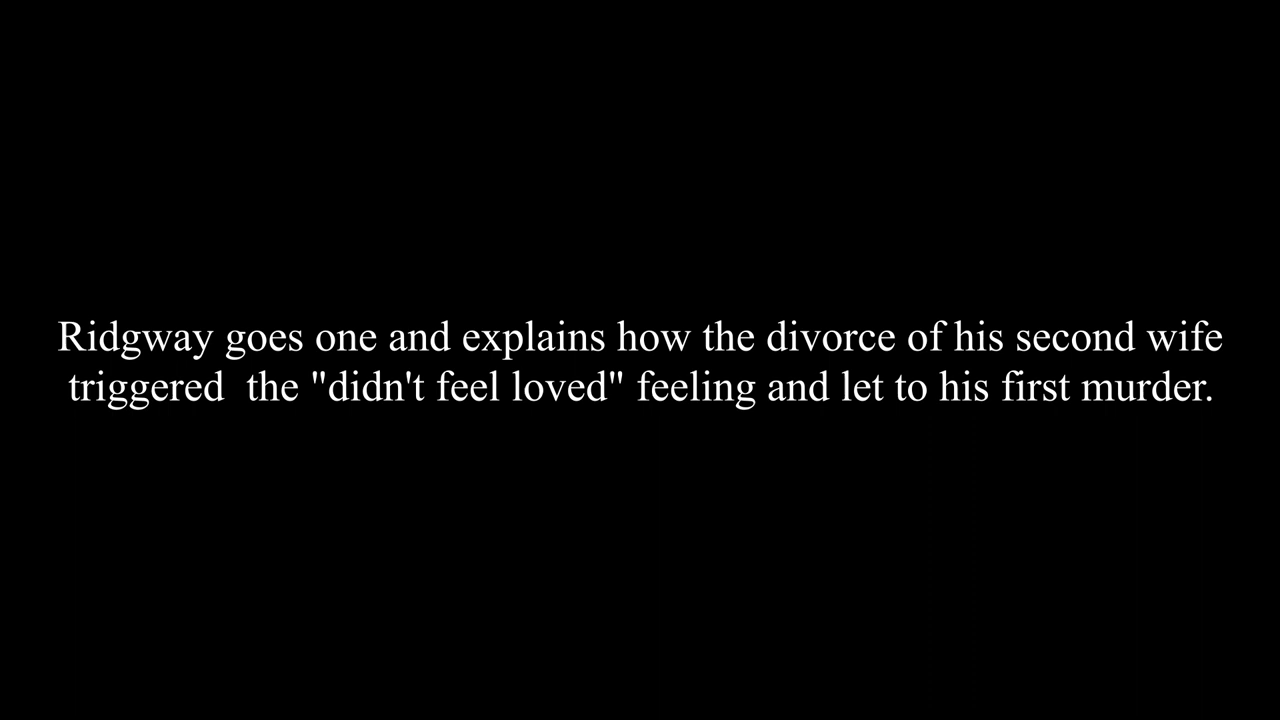 Ridgway goes one and explains how the divorce of his second wife
triggered  the "didn't feel loved" feeling and let to his first murder.